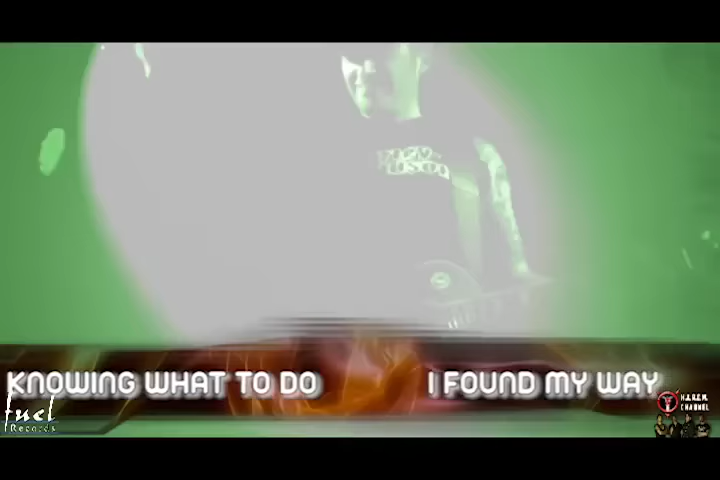 KNOWING WHAT TO DO
I FOUND MY WAY
fuel
Records
H.A.R.E.M.
CHANNEL